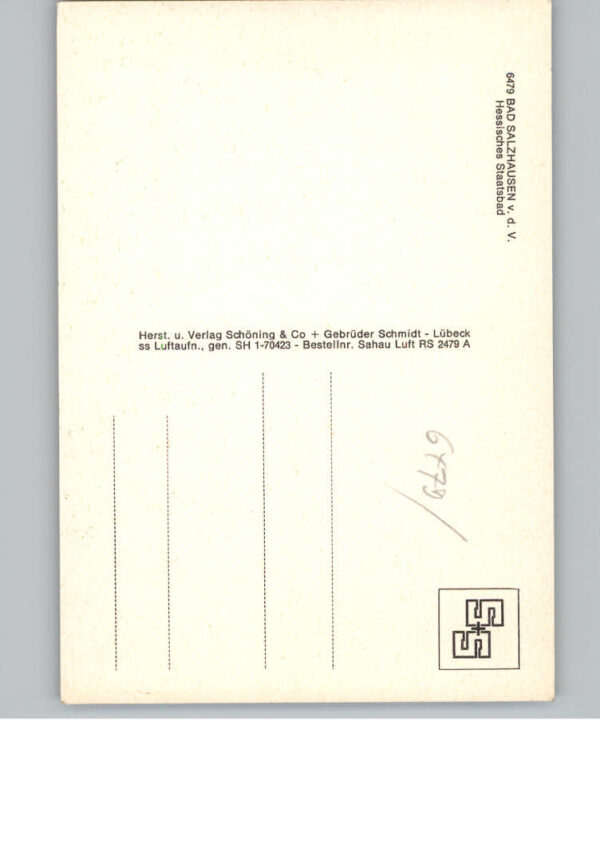 6479 BAD SALZHAUSEN v. d. V.
Hessisches Staatsbad
Herst. u. Verlag Schöning & Co + Gebrüder Schmidt - Lübeck
ss Luftaufn., gen. SH 1-70423 - Bestellnr. Sahau Luft RS 2479 A
6479
S+S